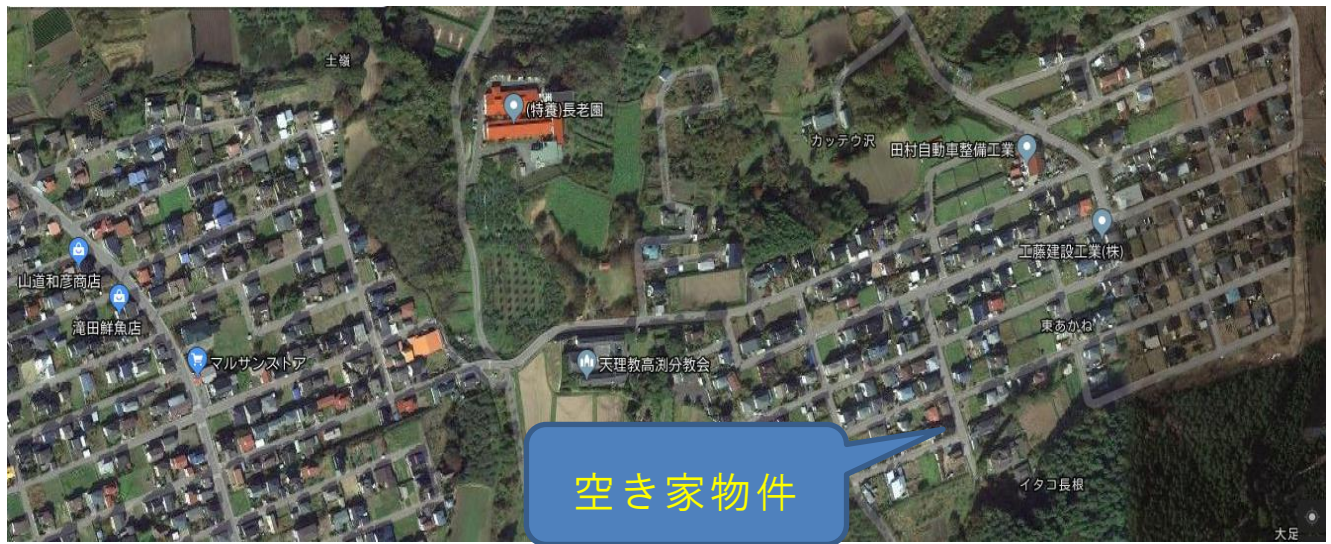 土嶺
(特養)長老園
カッテウ沢
田村自動車整備工業
山道和彦商店
工藤建設工業(株)
滝田鮮魚店
東あかね
マルサンストア
天理教高渕分教会
空き家物件
イタコ長根
大足